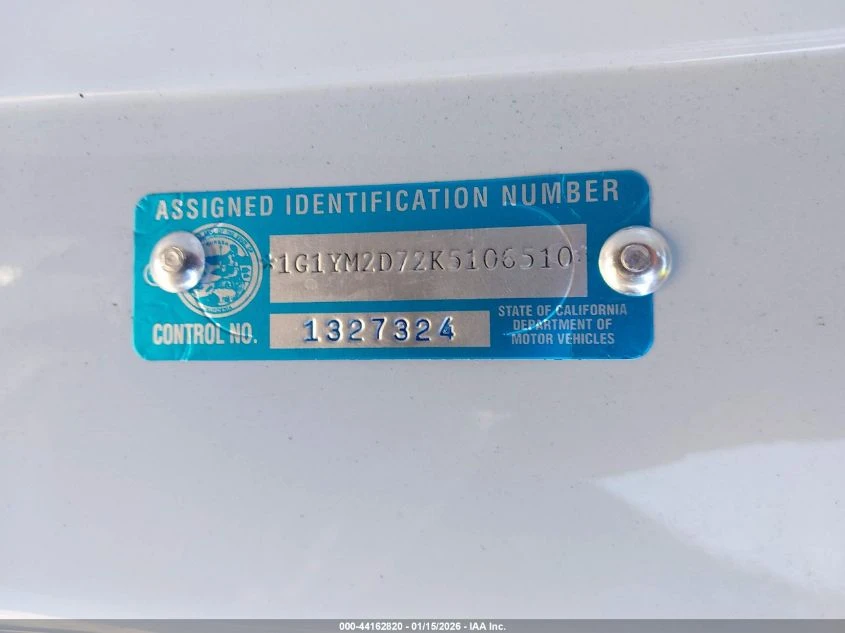 ASSIGNED IDENTIFICATION NUMBER
*1G1YM2D72K5106510*
CONTROL NO. 1327324
STATE OF CALIFORNIA
DEPARTMENT OF
MOTOR VEHICLES
000-44162820 - 01/15/2026 - IAA Inc.